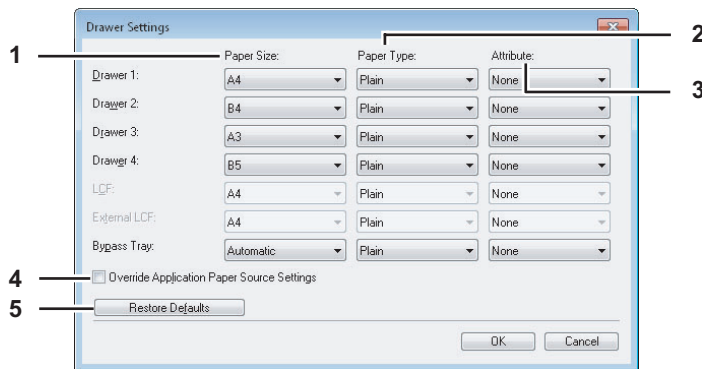 Drawer Settings
2
1 Paper Size: Paper Type: Attribute:
Drawer 1: A4 Plain None
3
Drawer 2: B4 Plain None
Drawer 3: A3 Plain None
Drawer 4: B5 Plain None
LCF: A4 Plain None
External LCF: A4 Plain None
Bypass Tray: Automatic Plain None
4 Override Application Paper Source Settings
5 Restore Defaults
OK Cancel